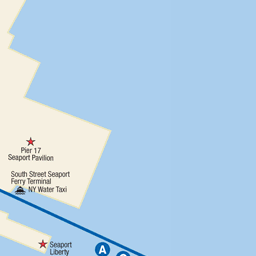 Pier 17
Seaport Pavilion
South Street Seaport
Ferry Terminal
NY Water Taxi
Seaport
Liberty
A